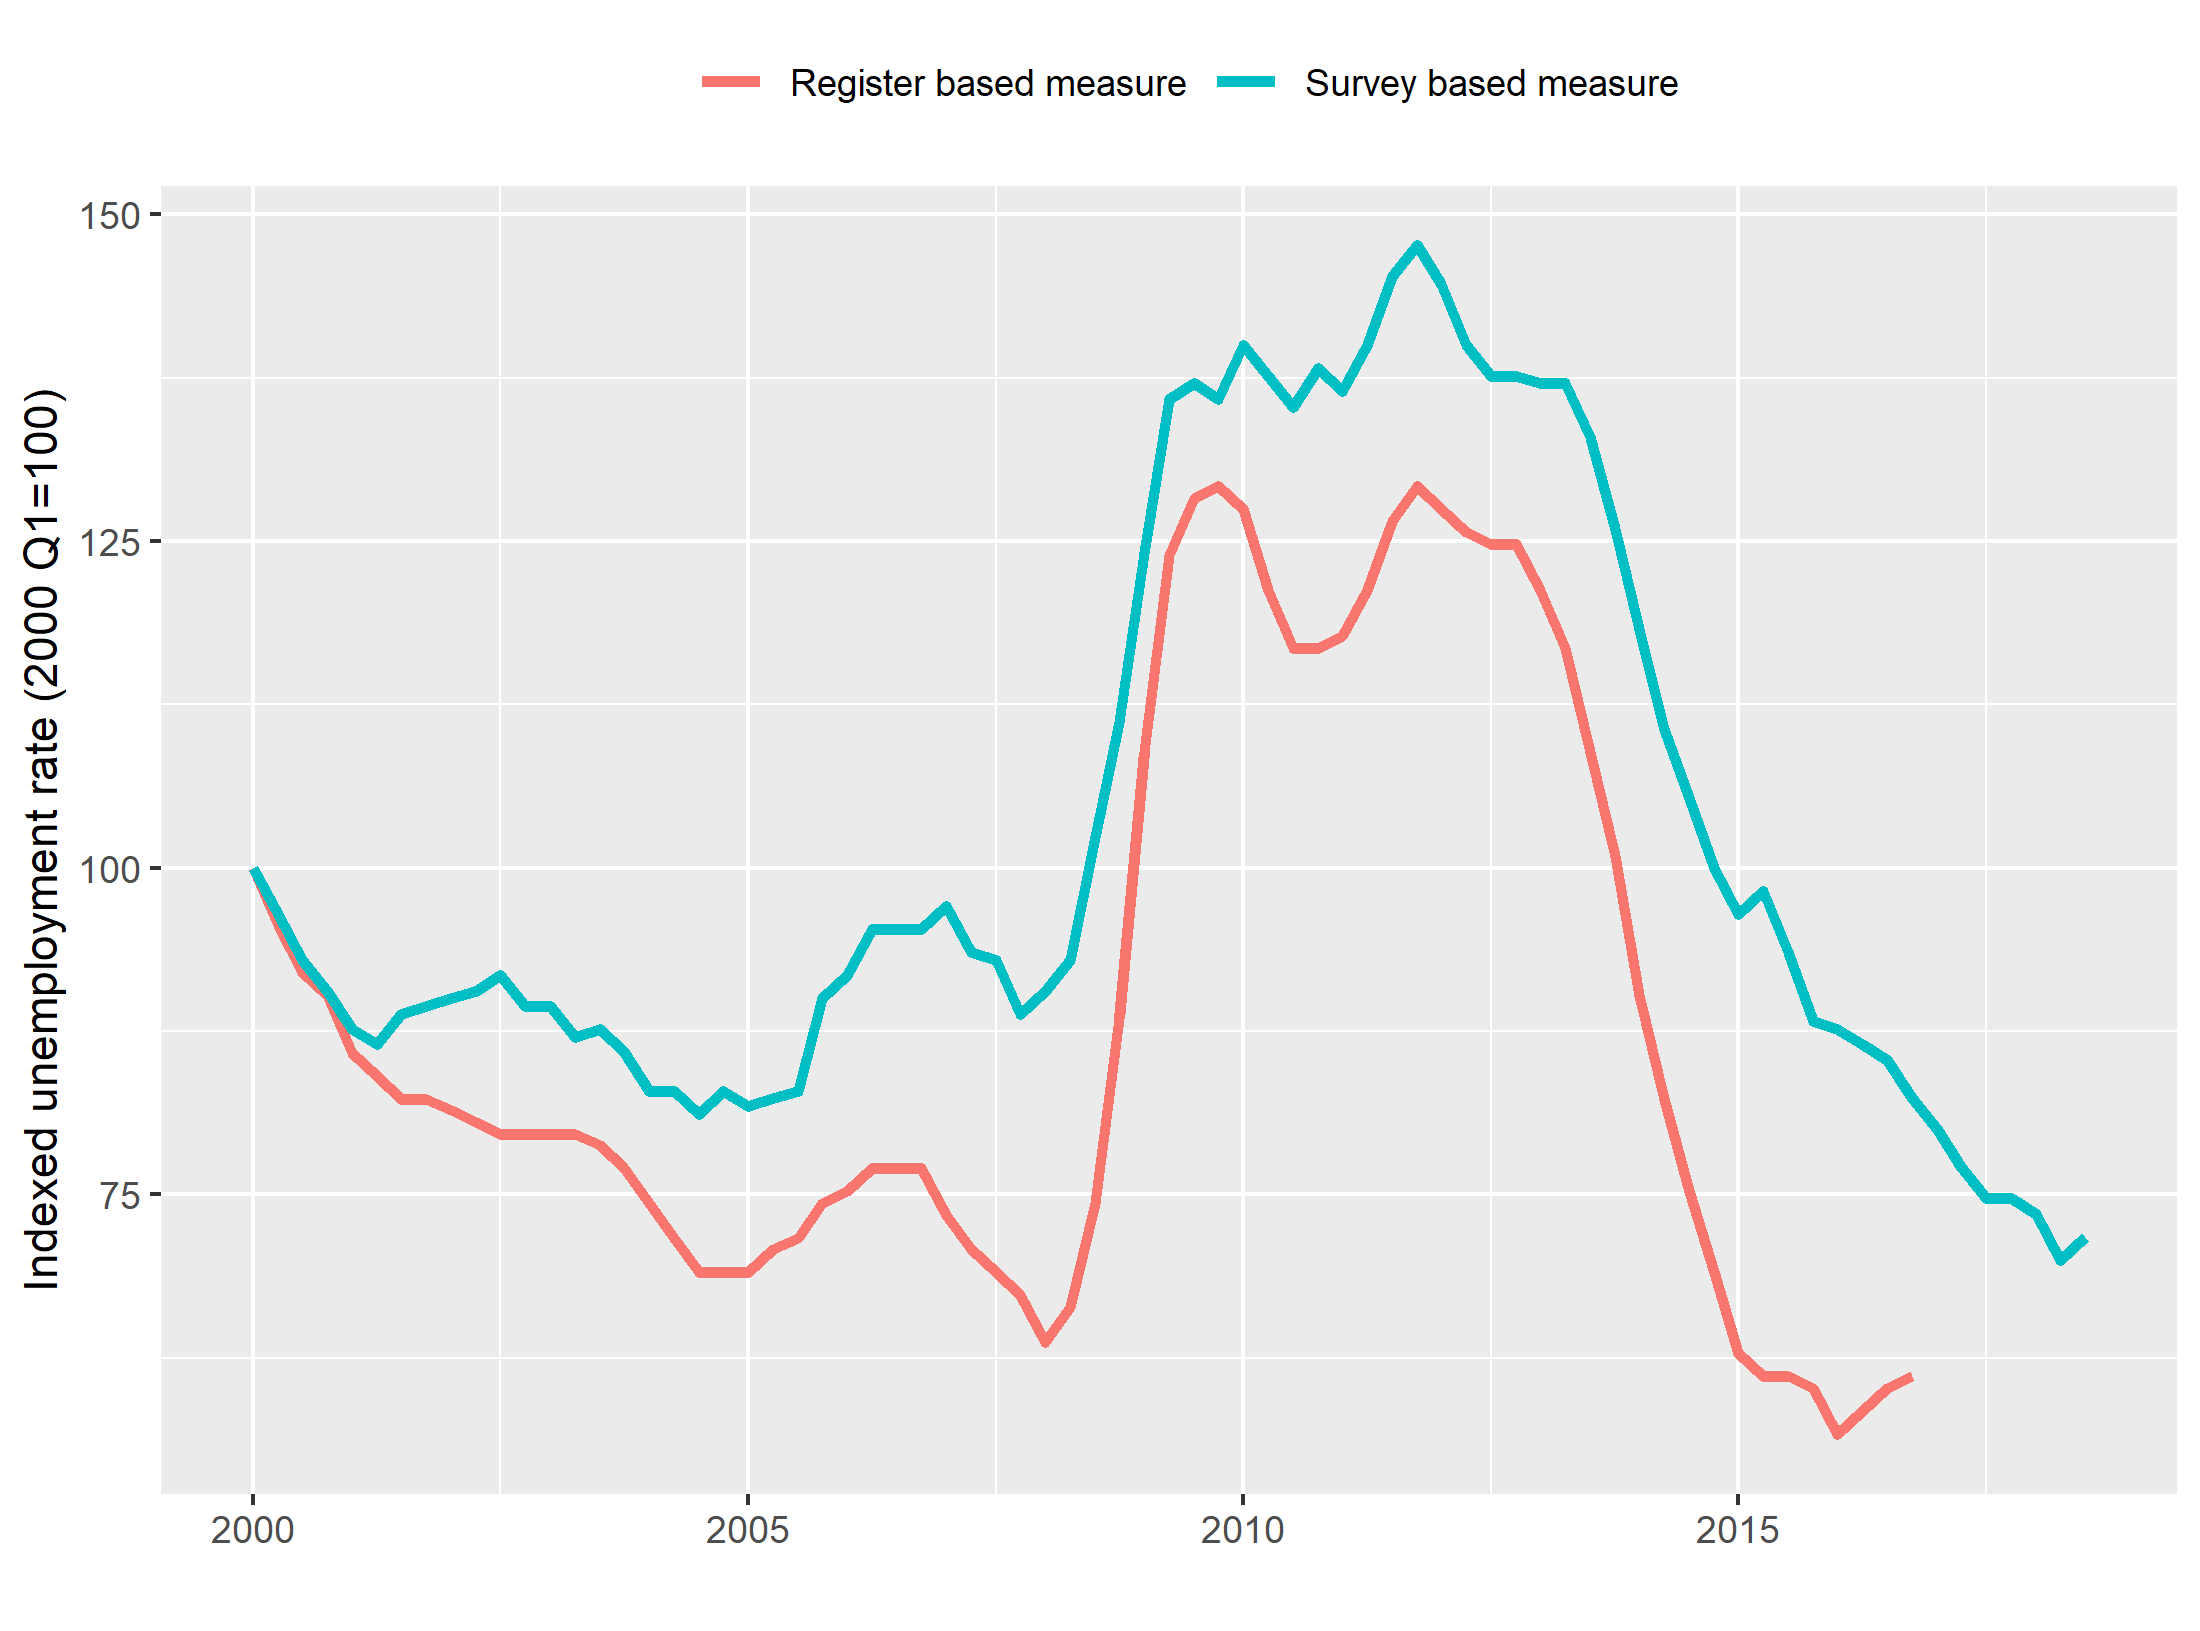 Register based measure Survey based measure
Indexed unemployment rate (2000 Q1=100)
150
125
100
75
2000 2005 2010 2015